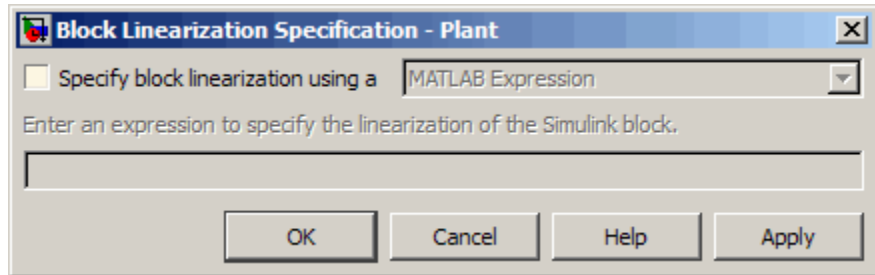 Block Linearization Specification - Plant
Specify block linearization using a MATLAB Expression
Enter an expression to specify the linearization of the Simulink block.
OK Cancel Help Apply